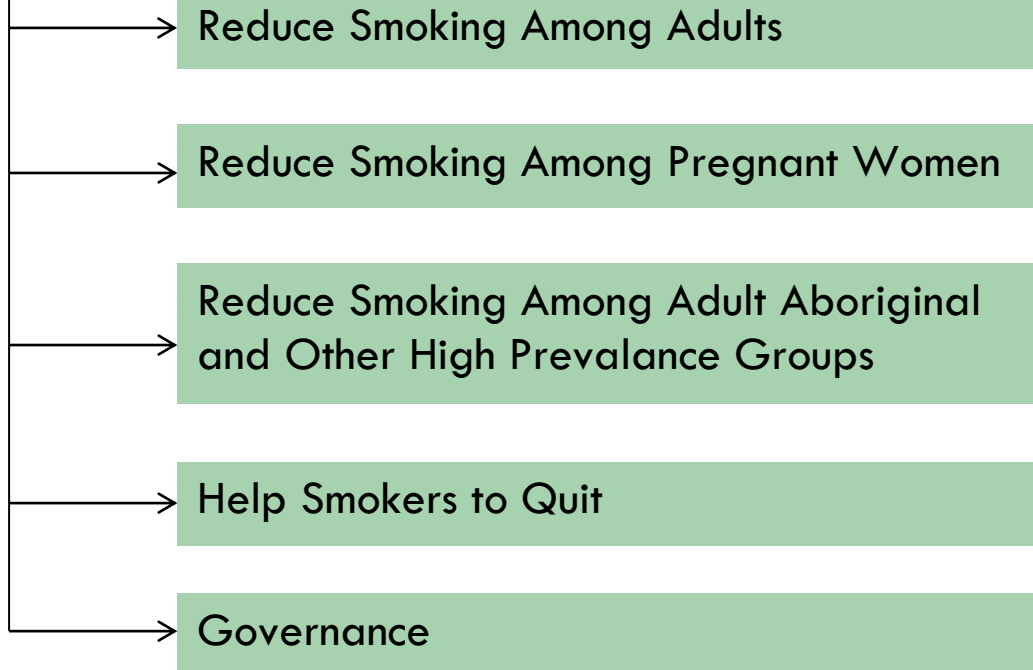 Reduce Smoking Among Adults
Reduce Smoking Among Pregnant Women
Reduce Smoking Among Adult Aboriginal
and Other High Prevalance Groups
Help Smokers to Quit
Governance